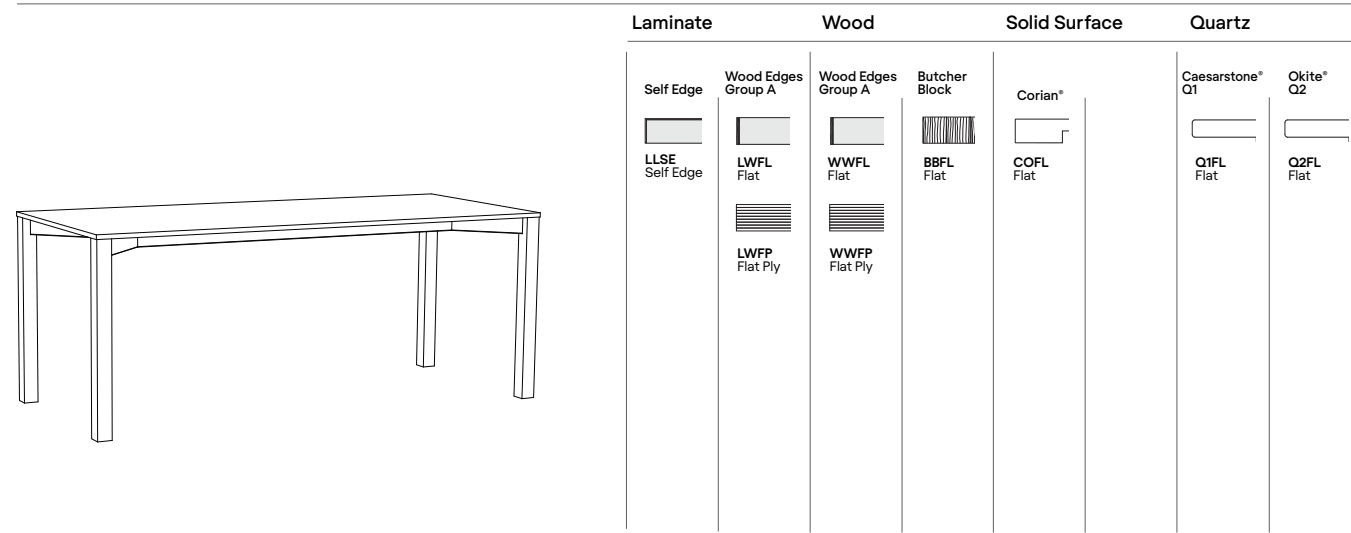 Laminate
Wood
Solid Surface
Quartz
Self Edge
Wood Edges
Group A
Wood Edges
Group A
Butcher
Block
Corian®
Caesarstone®
Q1
Okite®
Q2
LLSE
Self Edge
LWFL
Flat
WWFL
Flat
BBFL
Flat
COFL
Flat
Q1FL
Flat
Q2FL
Flat
LWFP
Flat Ply
WWFP
Flat Ply